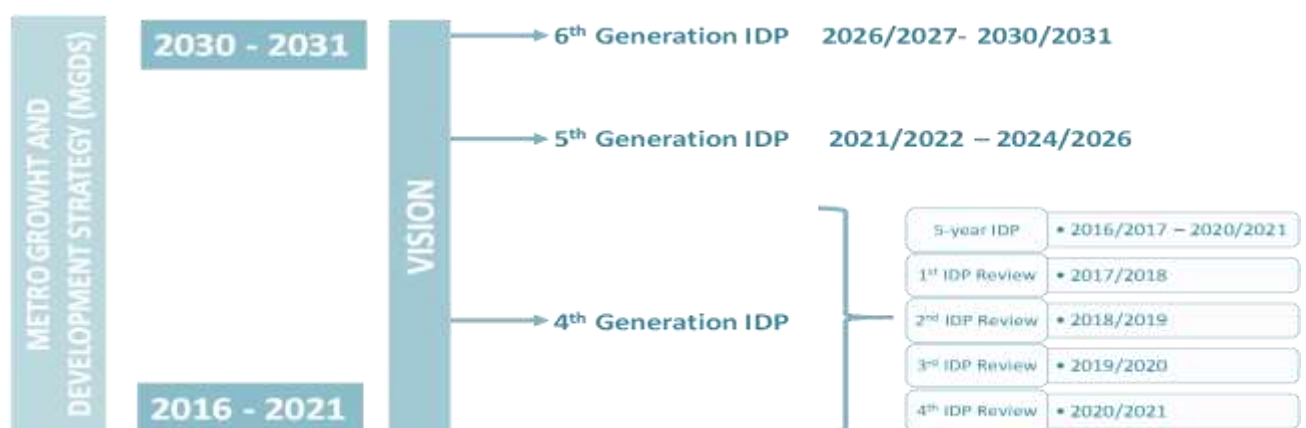 METRO GROWHT AND
DEVELOPMENT STRATEGY (MGDS)
2030 - 2031
2016 - 2021
VISION
6th Generation IDP 2026/2027- 2030/2031
5th Generation IDP 2021/2022 – 2024/2026
4th Generation IDP
5-year IDP • 2016/2017 – 2020/2021
1st IDP Review • 2017/2018
2nd IDP Review • 2018/2019
3rd IDP Review • 2019/2020
4th IDP Review • 2020/2021